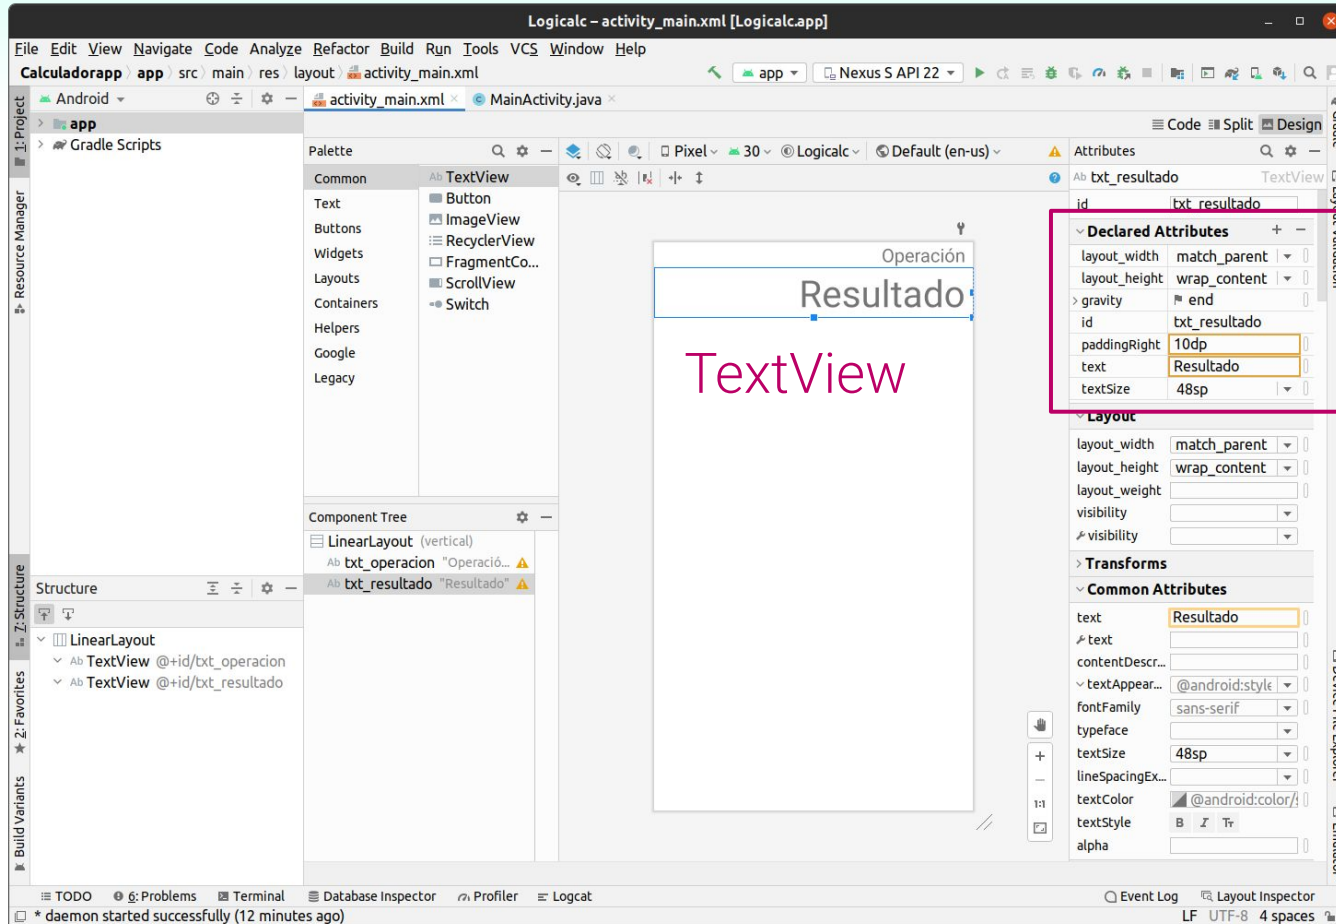 Logicalc – activity_main.xml [Logicalc.app]
File Edit View Navigate Code Analyze Refactor Build Run Tools VCS Window Help
Calculadorapp app src main res layout activity_main.xml app Nexus S API 22
1: Project
Resource Manager
7: Structure
2: Favorites
Build Variants
Android
app
Gradle Scripts
activity_main.xml MainActivity.java
Code Split Design
Palette
Common
Text
Buttons
Widgets
Layouts
Containers
Helpers
Google
Legacy
Ab TextView
Button
ImageView
RecyclerView
FragmentCo...
ScrollView
Switch
Pixel 30 Logicalc Default (en-us)
Operación
Resultado
TextView
1:1
Component Tree
LinearLayout (vertical)
Ab txt_operacion "Operació...
Ab txt_resultado "Resultado"
Structure
LinearLayout
Ab TextView @+id/txt_operacion
Ab TextView @+id/txt_resultado
Attributes
Ab txt_resultado TextView
id txt_resultado
Declared Attributes + −
layout_width match_parent
layout_height wrap_content
gravity end
id txt_resultado
paddingRight 10dp
text Resultado
textSize 48sp
Layout
layout_width match_parent
layout_height wrap_content
layout_weight
visibility
visibility
Transforms
Common Attributes
text Resultado
text
contentDescr...
textAppear... @android:style
fontFamily sans-serif
typeface
textSize 48sp
lineSpacingEx...
textColor @android:color/
textStyle B I Tт
alpha
TODO 6: Problems Terminal Database Inspector Profiler Logcat Event Log Layout Inspector
* daemon started successfully (12 minutes ago) LF UTF-8 4 spaces